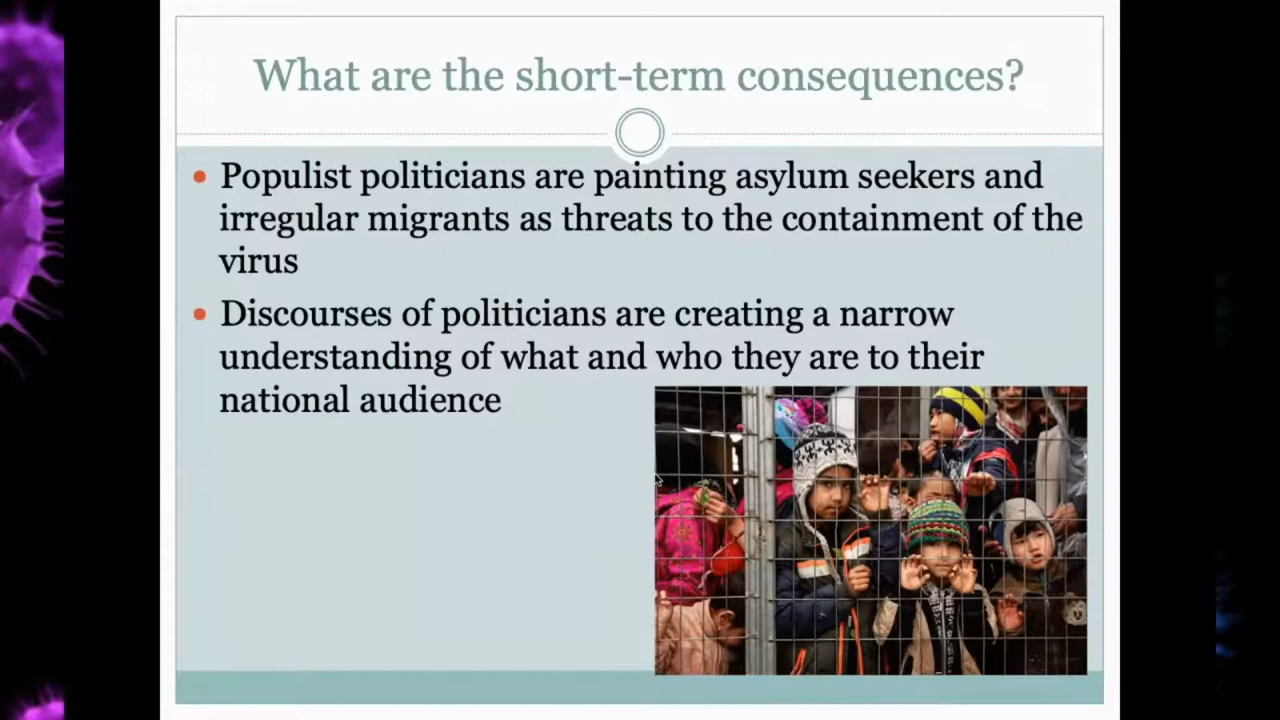 What are the short-term consequences?
Populist politicians are painting asylum seekers and
irregular migrants as threats to the containment of the
virus
Discourses of politicians are creating a narrow
understanding of what and who they are to their
national audience